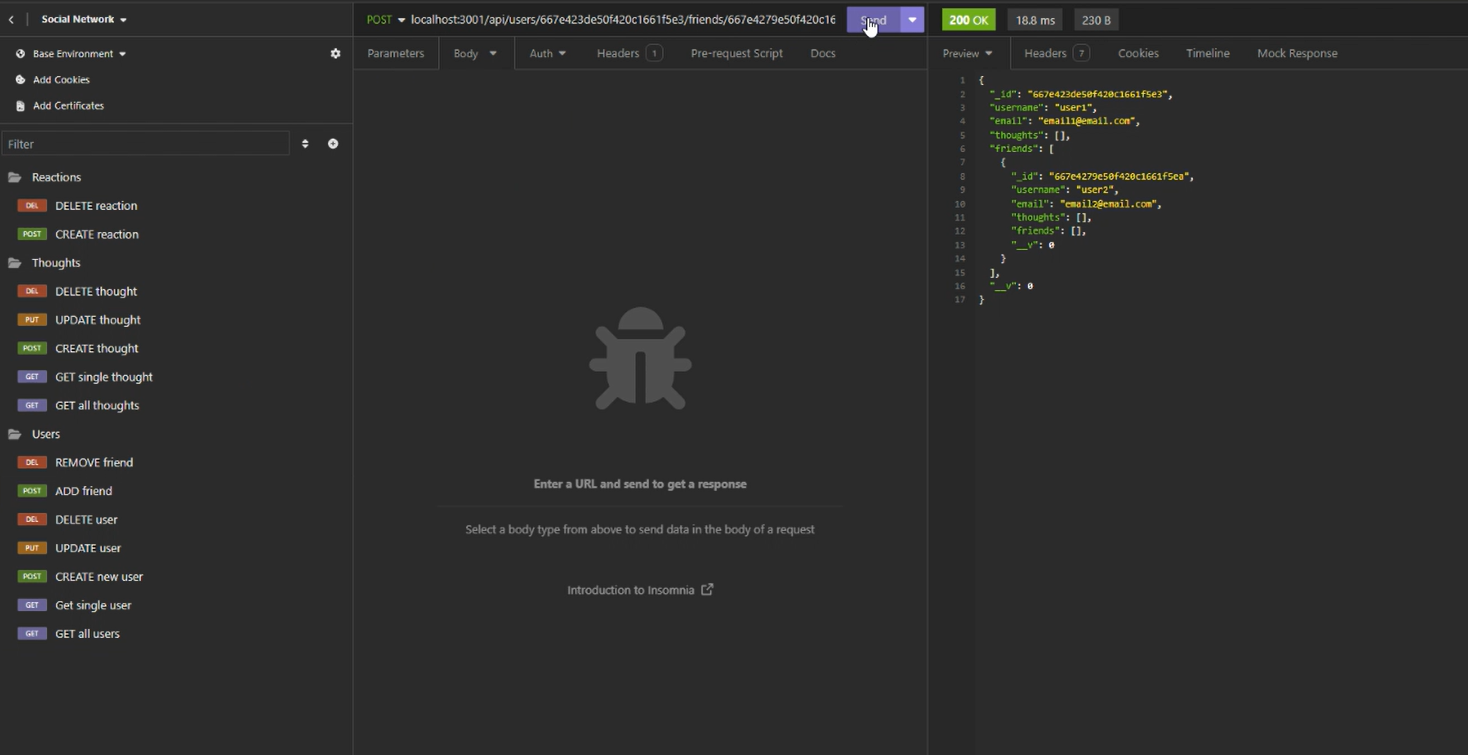 Social Network
Base Environment
Add Cookies
Add Certificates
Filter
Reactions
DEL DELETE reaction
POST CREATE reaction
Thoughts
DEL DELETE thought
PUT UPDATE thought
POST CREATE thought
GET GET single thought
GET GET all thoughts
Users
DEL REMOVE friend
POST ADD friend
DEL DELETE user
PUT UPDATE user
POST CREATE new user
GET Get single user
GET GET all users
POST localhost:3001/api/users/667e423de50f420c1661f5e3/friends/667e4279e50f420c16 Send
Parameters Body Auth Headers 1 Pre-request Script Docs
Enter a URL and send to get a response
Select a body type from above to send data in the body of a request
Introduction to Insomnia
200 OK 18.8 ms 230 B
Preview Headers 7 Cookies Timeline Mock Response
1 {
2 "_id": "667e423de50f420c1661f5e3",
3 "username": "user1",
4 "email": "email1@email.com",
5 "thoughts": [],
6 "friends": [
7 {
8 "_id": "667e4279e50f420c1661f5ea",
9 "username": "user2",
10 "email": "email2@email.com",
11 "thoughts": [],
12 "friends": [],
13 "__v": 0
14 }
15 ],
16 "__v": 0
17 }